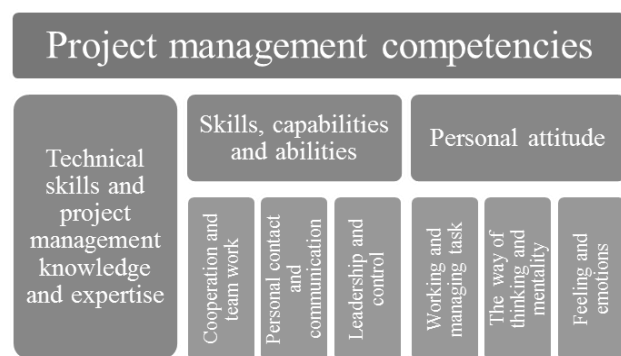 Project management competencies
Technical
skills and
project
management
knowledge
and expertise
Skills, capabilities
and abilities
Personal attitude
Cooperation and
team work
Personal contact
and
communication
Leadership and
control
Working and
managing task
The way of
thinking and
mentality
Feeling and
emotions